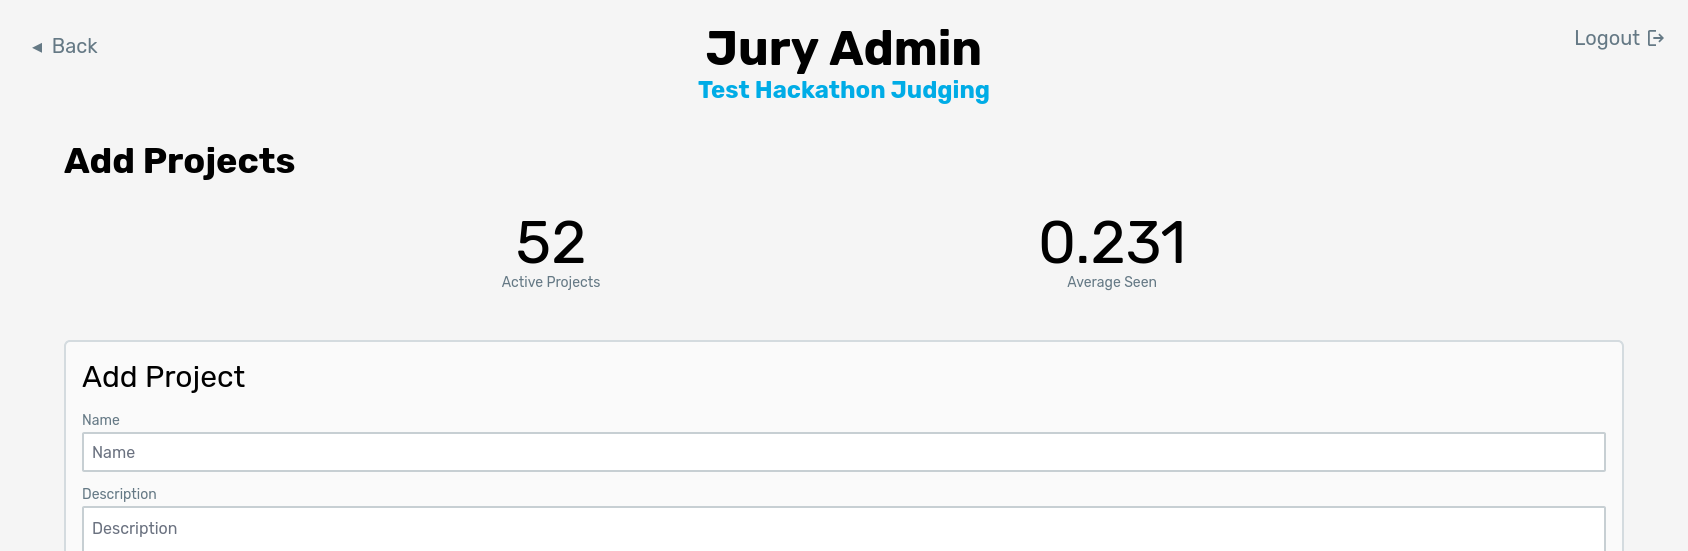 ◂ Back
Jury Admin
Logout
Test Hackathon Judging
Add Projects
52
Active Projects
0.231
Average Seen
Add Project
Name
Name
Description
Description